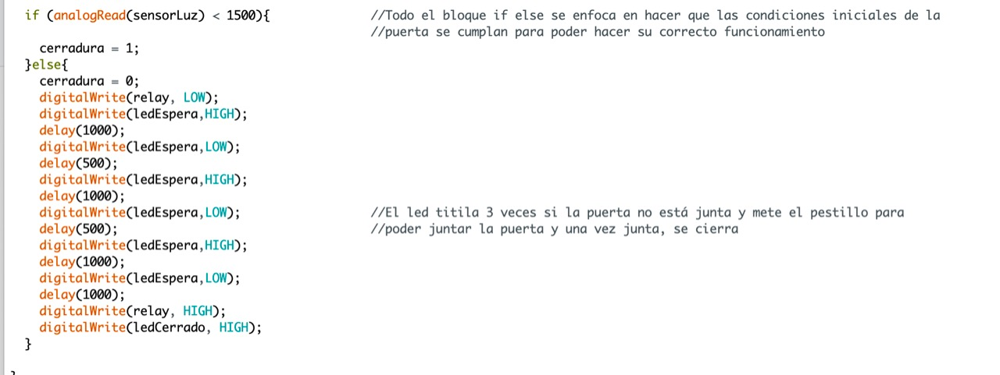 if (analogRead(sensorLuz) < 1500){ //Todo el bloque if else se enfoca en hacer que las condiciones iniciales de la
//puerta se cumplan para poder hacer su correcto funcionamiento
cerradura = 1;
}else{
cerradura = 0;
digitalWrite(relay, LOW);
digitalWrite(ledEspera,HIGH);
delay(1000);
digitalWrite(ledEspera,LOW);
delay(500);
digitalWrite(ledEspera,HIGH);
delay(1000);
digitalWrite(ledEspera,LOW); //El led titila 3 veces si la puerta no está junta y mete el pestillo para
delay(500); //poder juntar la puerta y una vez junta, se cierra
digitalWrite(ledEspera,HIGH);
delay(1000);
digitalWrite(ledEspera,LOW);
delay(1000);
digitalWrite(relay, HIGH);
digitalWrite(ledCerrado, HIGH);
}